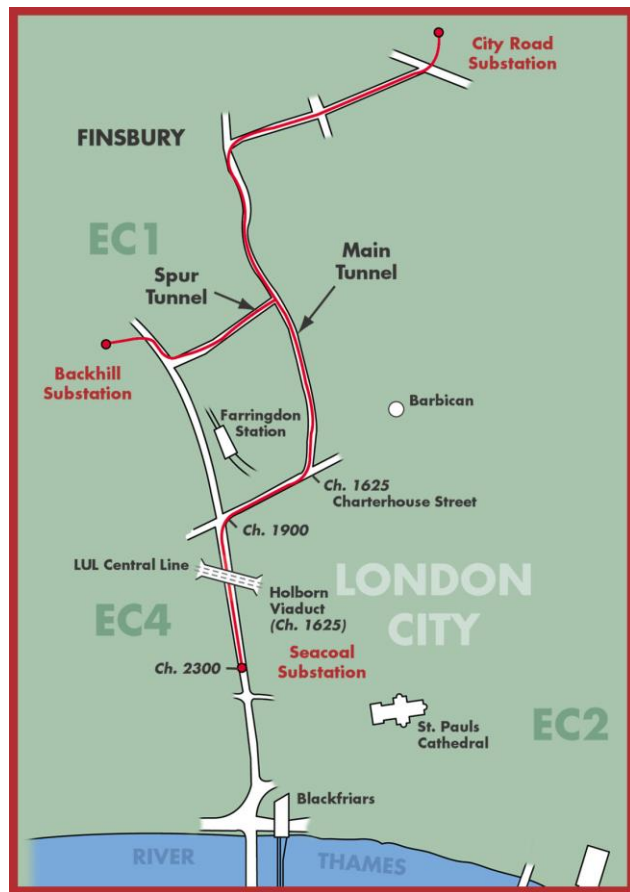 City Road
Substation
FINSBURY
EC1
Main
Tunnel
Spur
Tunnel
Backhill
Substation
Barbican
Farringdon
Station
Ch. 1625
Charterhouse Street
Ch. 1900
LUL Central Line
LONDON
CITY
Holborn
Viaduct
(Ch. 1625)
EC4
Seacoal
Substation
Ch. 2300
St. Pauls
Cathedral
EC2
Blackfriars
RIVER
THAMES